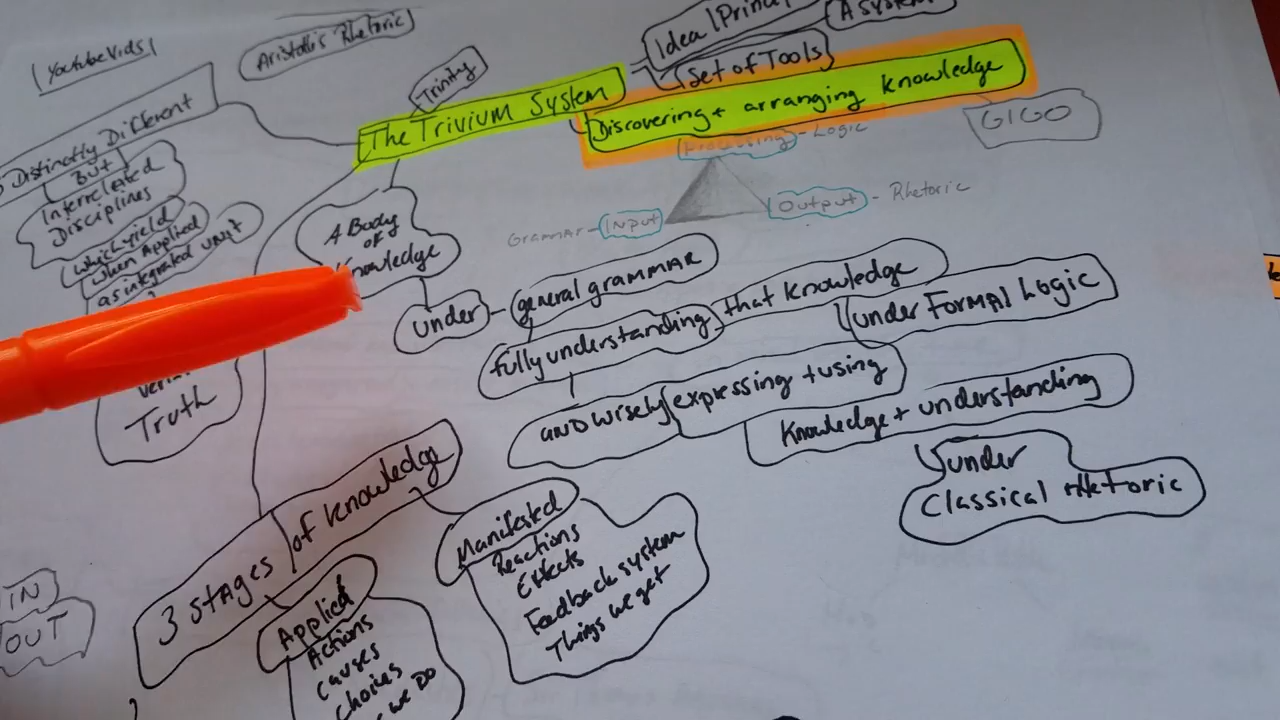 Youtube Vids
Aristotle's Rhetoric
Trinity
Idea | Princi
A System
Set of Tools
The Trivium System
Discovering + arranging knowledge
GIGO
Processing - Logic
Grammar - Input
Output - Rhetoric
Distinctly Different
But
Interrelated
Disciplines
Which yield
when Applied
as integrated unit
Truth
A Body
of
Knowledge
under
general grammar
fully understanding
that knowledge
under Formal Logic
and wisely expressing + using
Knowledge + understanding
under
Classical rhetoric
3 stages of knowledge
Manifested
Reactions
Effects
Feedback system
Things we get
Applied
Actions
Causes
Choices
we Do
IN
OUT